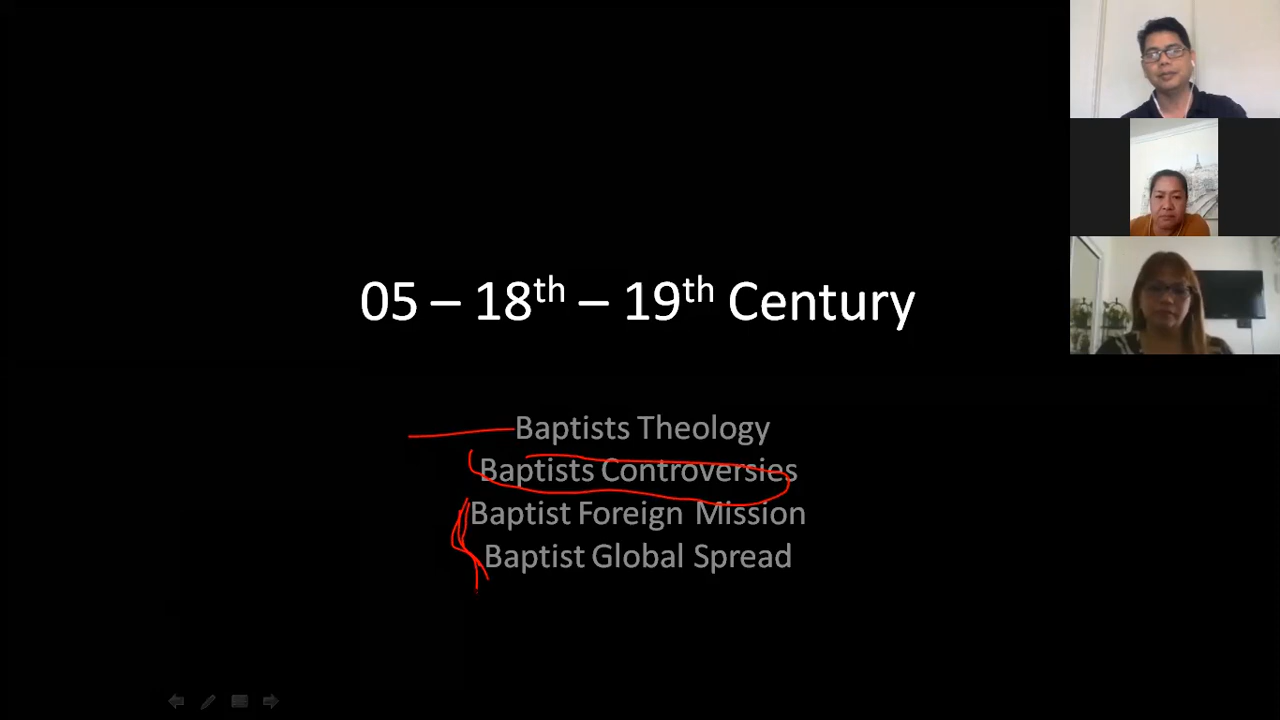 05 – 18th – 19th Century
Baptists Theology
Baptists Controversies
Baptist Foreign Mission
Baptist Global Spread